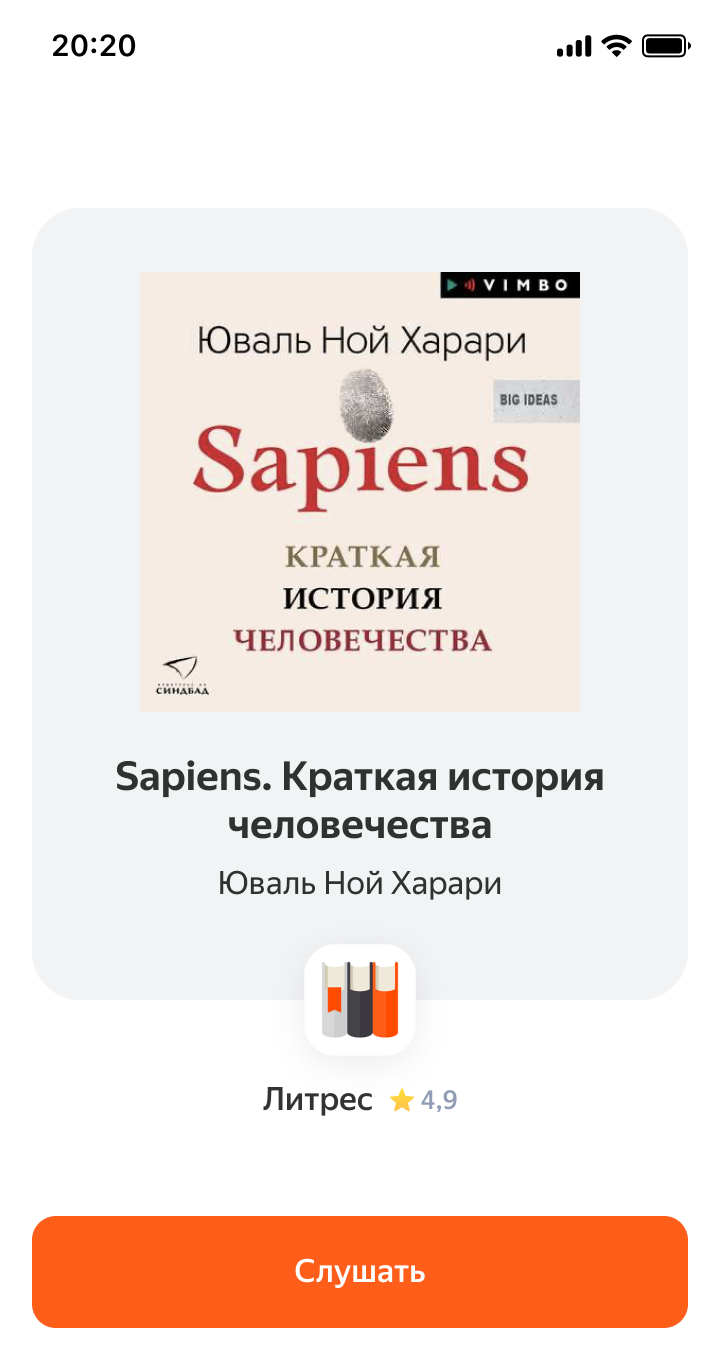 20:20
VIMBO
Юваль Ной Харари
BIG IDEAS
Sapiens
КРАТКАЯ
ИСТОРИЯ
ЧЕЛОВЕЧЕСТВА
СИНДБАД
Sapiens. Краткая история
человечества
Юваль Ной Харари
Литрес 4,9
Слушать